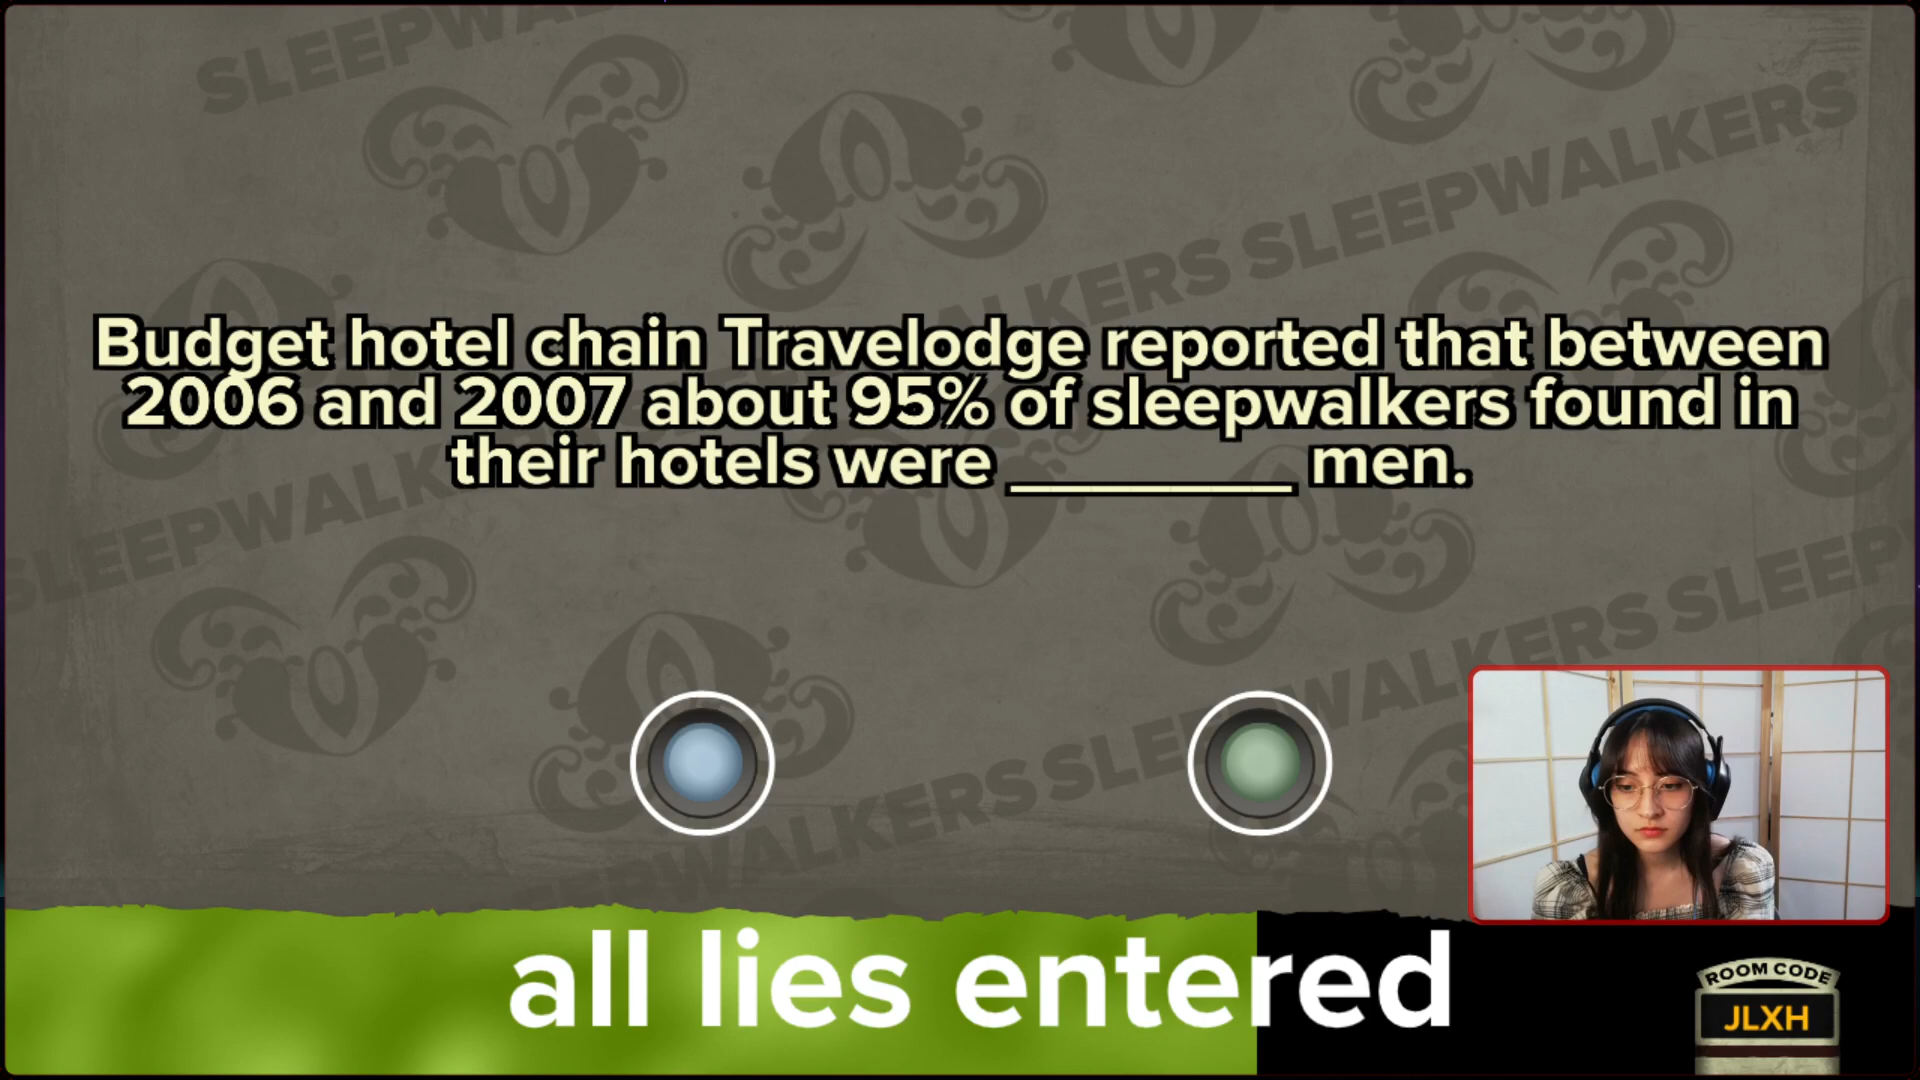 SLEEPWALKERS
Budget hotel chain Travelodge reported that between
2006 and 2007 about 95% of sleepwalkers found in
their hotels were ________ men.
all lies entered
ROOM CODE
JLXH